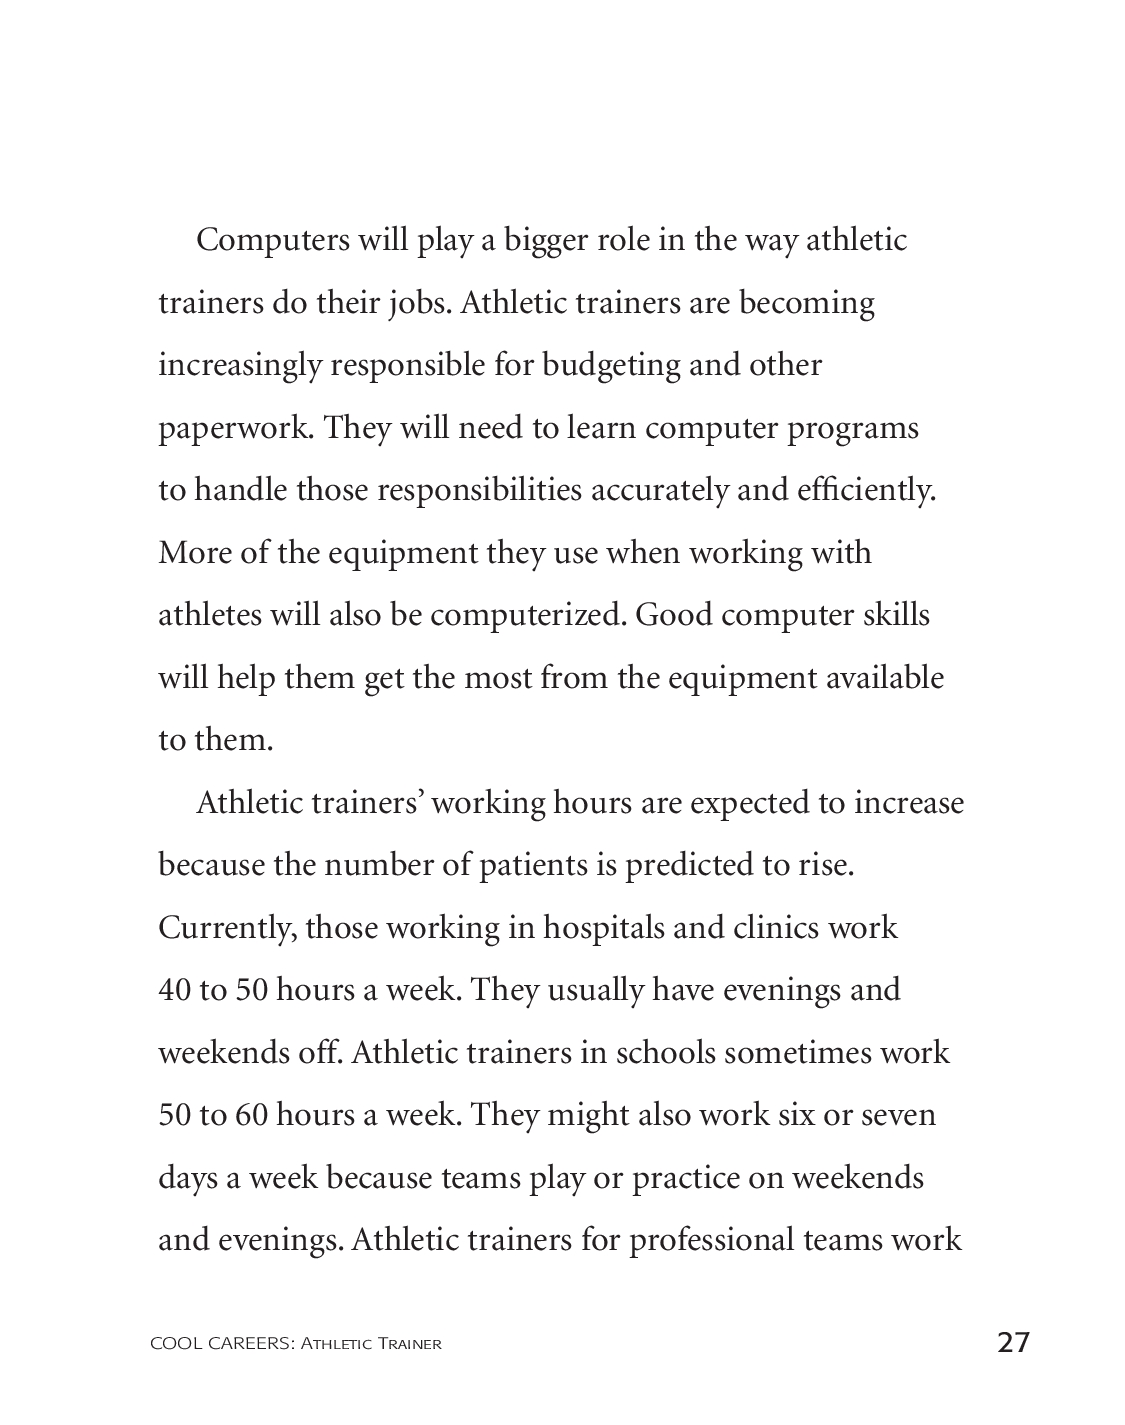 Computers will play a bigger role in the way athletic
trainers do their jobs. Athletic trainers are becoming
increasingly responsible for budgeting and other
paperwork. They will need to learn computer programs
to handle those responsibilities accurately and efficiently.
More of the equipment they use when working with
athletes will also be computerized. Good computer skills
will help them get the most from the equipment available
to them.
Athletic trainers’ working hours are expected to increase
because the number of patients is predicted to rise.
Currently, those working in hospitals and clinics work
40 to 50 hours a week. They usually have evenings and
weekends off. Athletic trainers in schools sometimes work
50 to 60 hours a week. They might also work six or seven
days a week because teams play or practice on weekends
and evenings. Athletic trainers for professional teams work
COOL CAREERS: Athletic Trainer 27